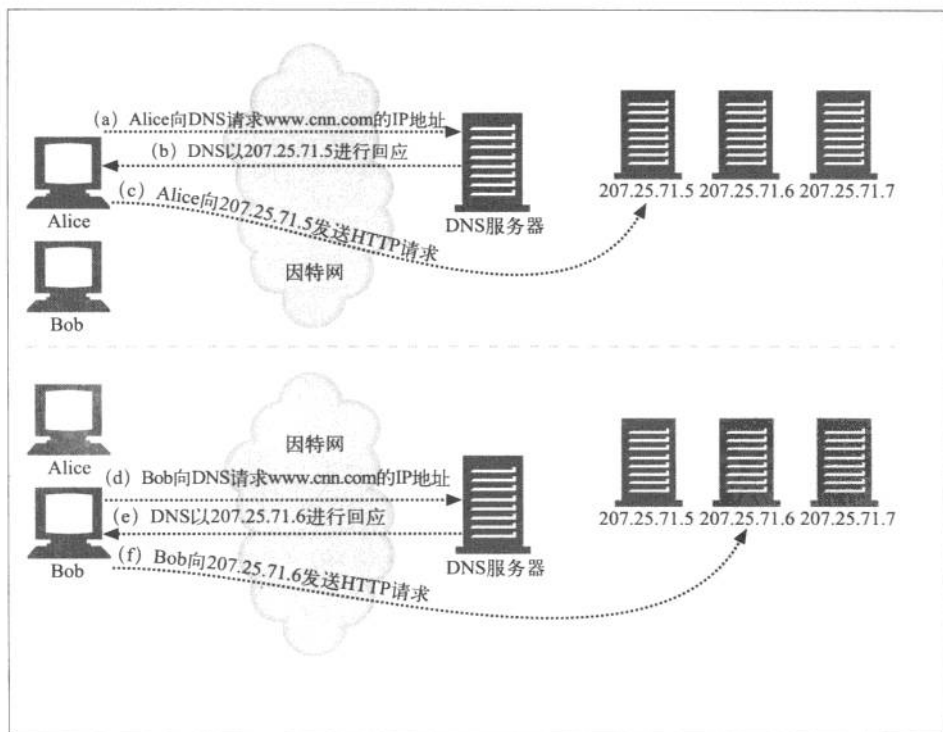 (a) Alice向DNS请求www.cnn.com的IP地址
(b) DNS以207.25.71.5进行回应
(c) Alice向207.25.71.5发送HTTP请求
Alice
DNS服务器
207.25.71.5 207.25.71.6 207.25.71.7
因特网
Bob
因特网
Alice
(d) Bob向DNS请求www.cnn.com的IP地址
(e) DNS以207.25.71.6进行回应
(f) Bob向207.25.71.6发送HTTP请求
Bob
DNS服务器
207.25.71.5 207.25.71.6 207.25.71.7